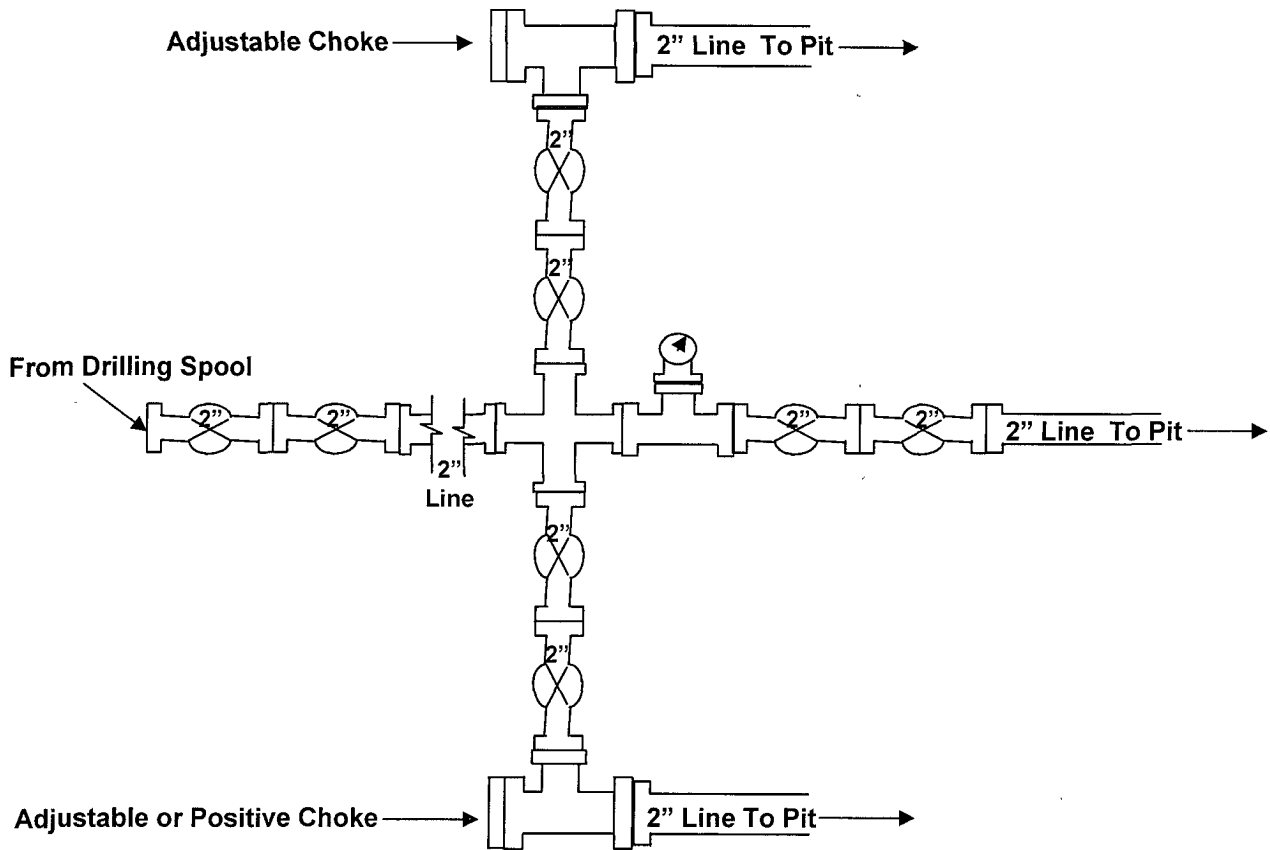 Adjustable Choke
2” Line To Pit
2”
2”
From Drilling Spool
2”
2”
2”
2”
2” Line To Pit
2”
Line
2”
2”
Adjustable or Positive Choke
2” Line To Pit